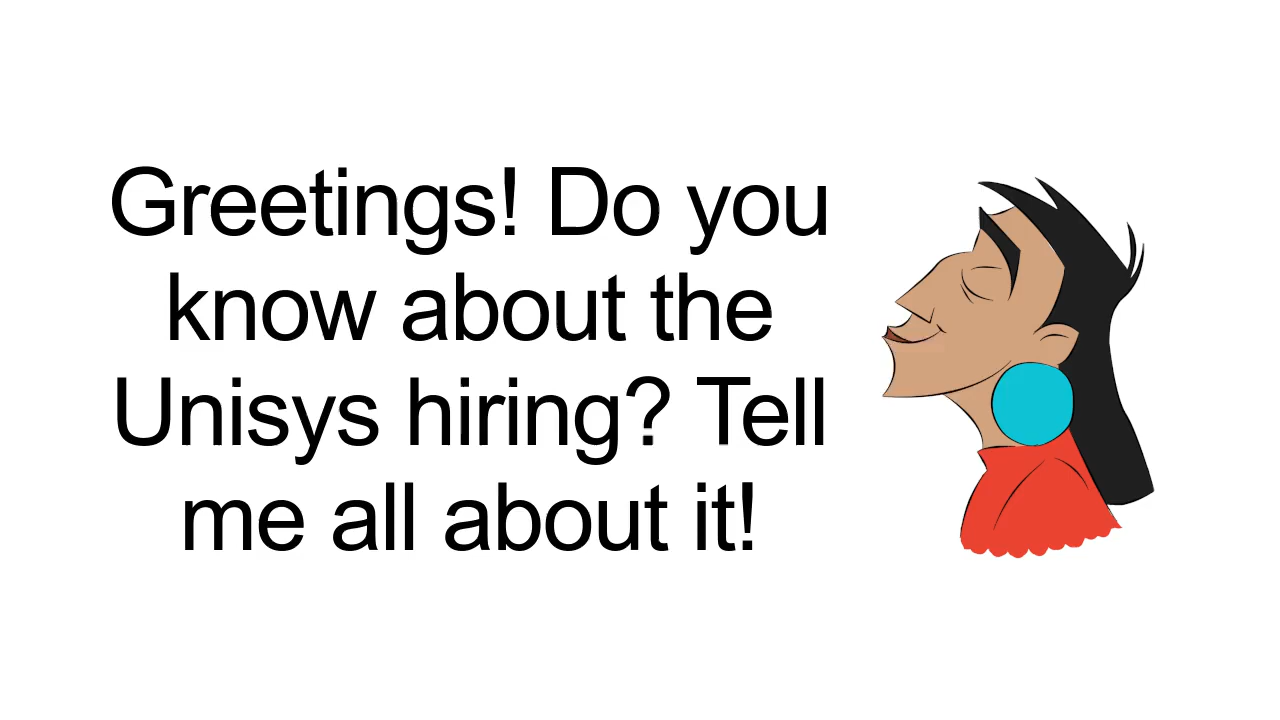 Greetings! Do you
know about the
Unisys hiring? Tell
me all about it!